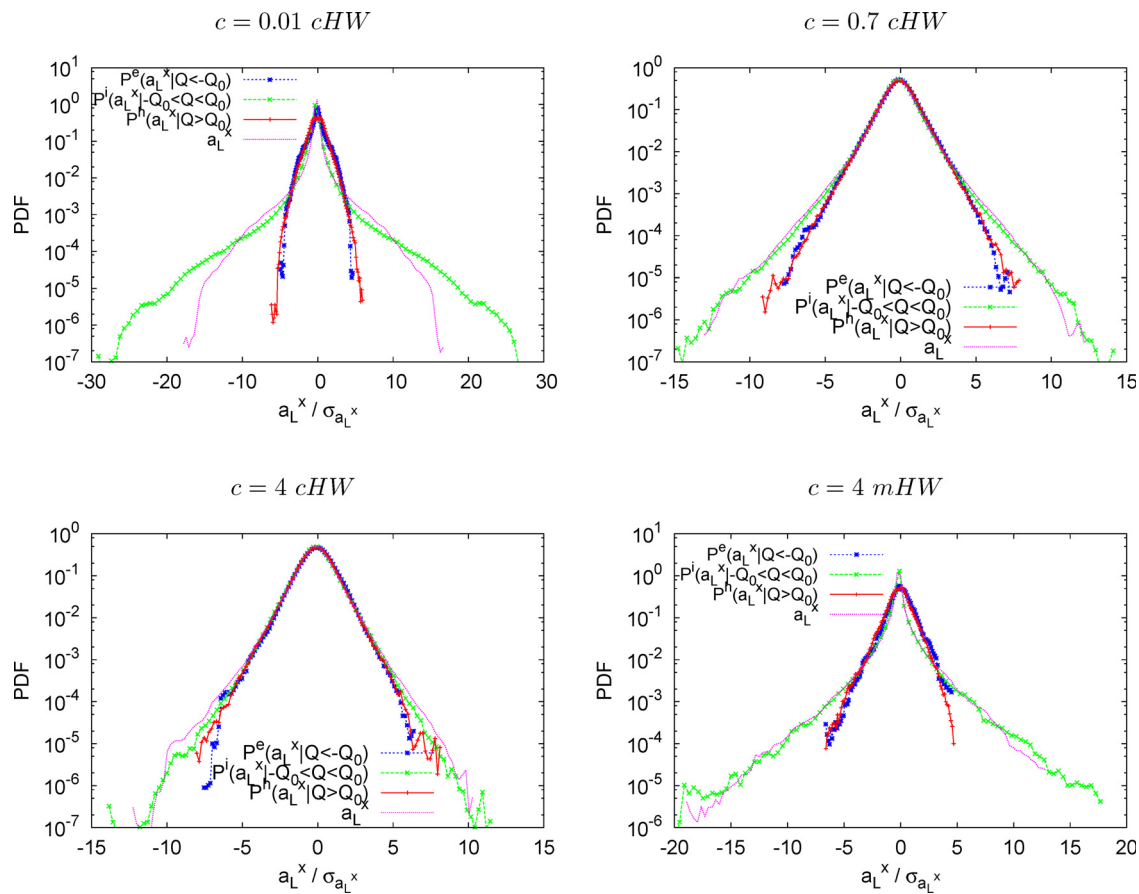 c = 0.01 cHW
PDF
10^1
10^0
10^-1
10^-2
10^-3
10^-4
10^-5
10^-6
10^-7
-30 -20 -10 0 10 20 30
a_L^x / σ_{a_L^x}
P^e(a_L^x|Q<-Q_0)
P^i(a_L^x|-Q_0<Q<Q_0)
P^h(a_L^x|Q>Q_0)
a_L^x
c = 0.7 cHW
PDF
10^0
10^-1
10^-2
10^-3
10^-4
10^-5
10^-6
10^-7
-15 -10 -5 0 5 10 15
a_L^x / σ_{a_L^x}
P^e(a_L^x|Q<-Q_0)
P^i(a_L^x|-Q_0<Q<Q_0)
P^h(a_L^x|Q>Q_0)
a_L^x
c = 4 cHW
PDF
10^0
10^-1
10^-2
10^-3
10^-4
10^-5
10^-6
10^-7
-15 -10 -5 0 5 10 15
a_L^x / σ_{a_L^x}
P^e(a_L^x|Q<-Q_0)
P^i(a_L^x|-Q_0<Q<Q_0)
P^h(a_L^x|Q>Q_0)
a_L^x
c = 4 mHW
PDF
10^1
10^0
10^-1
10^-2
10^-3
10^-4
10^-5
10^-6
-20 -15 -10 -5 0 5 10 15 20
a_L^x / σ_{a_L^x}
P^e(a_L^x|Q<-Q_0)
P^i(a_L^x|-Q_0<Q<Q_0)
P^h(a_L^x|Q>Q_0)
a_L^x